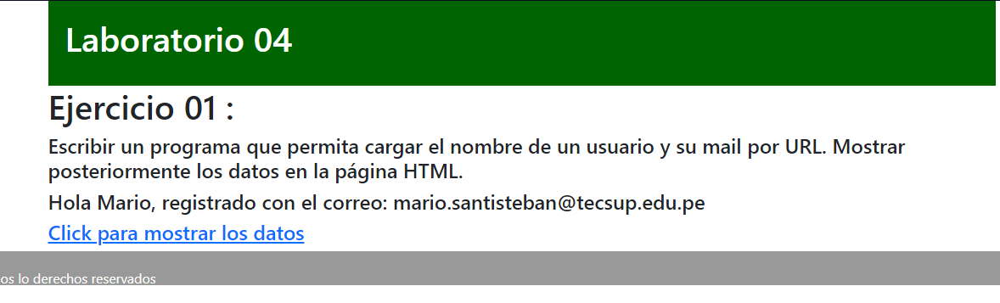 Laboratorio 04
Ejercicio 01 :
Escribir un programa que permita cargar el nombre de un usuario y su mail por URL. Mostrar
posteriormente los datos en la página HTML.
Hola Mario, registrado con el correo: mario.santisteban@tecsup.edu.pe
Click para mostrar los datos
os lo derechos reservados